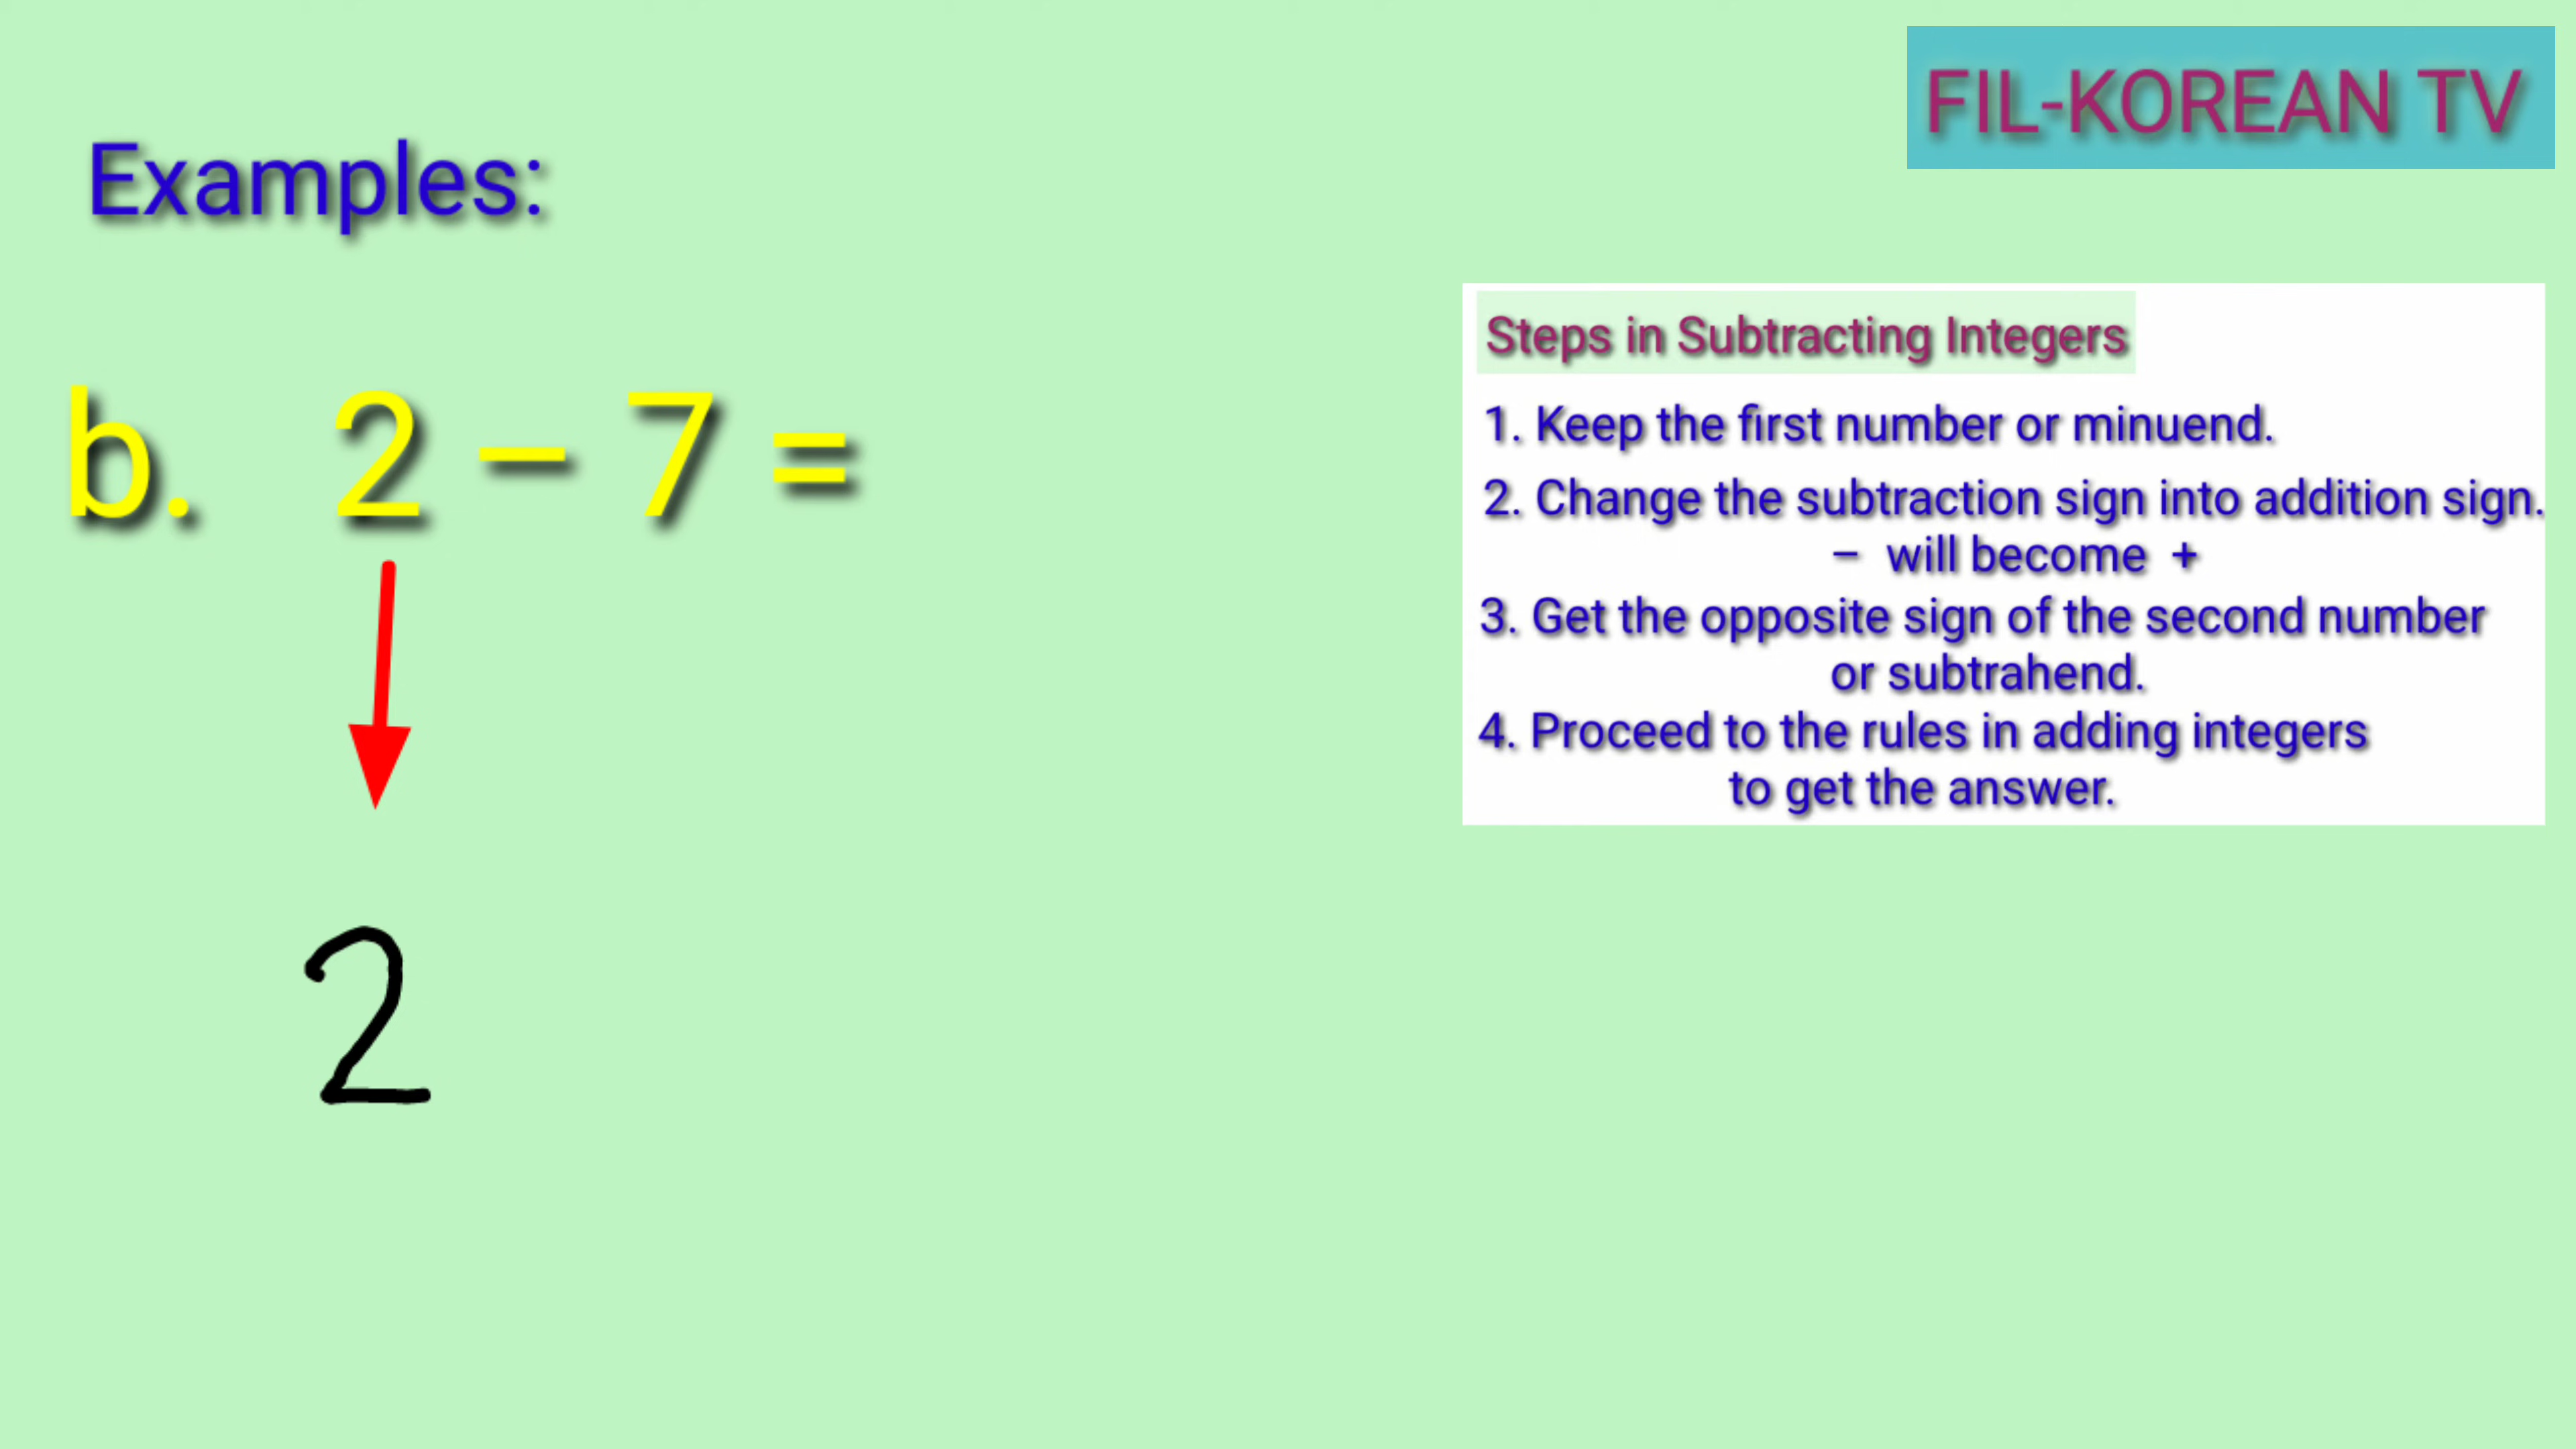 FIL-KOREAN TV
Examples:
b. 2 – 7 =
2
Steps in Subtracting Integers
1. Keep the first number or minuend.
2. Change the subtraction sign into addition sign.
– will become +
3. Get the opposite sign of the second number
or subtrahend.
4. Proceed to the rules in adding integers
to get the answer.